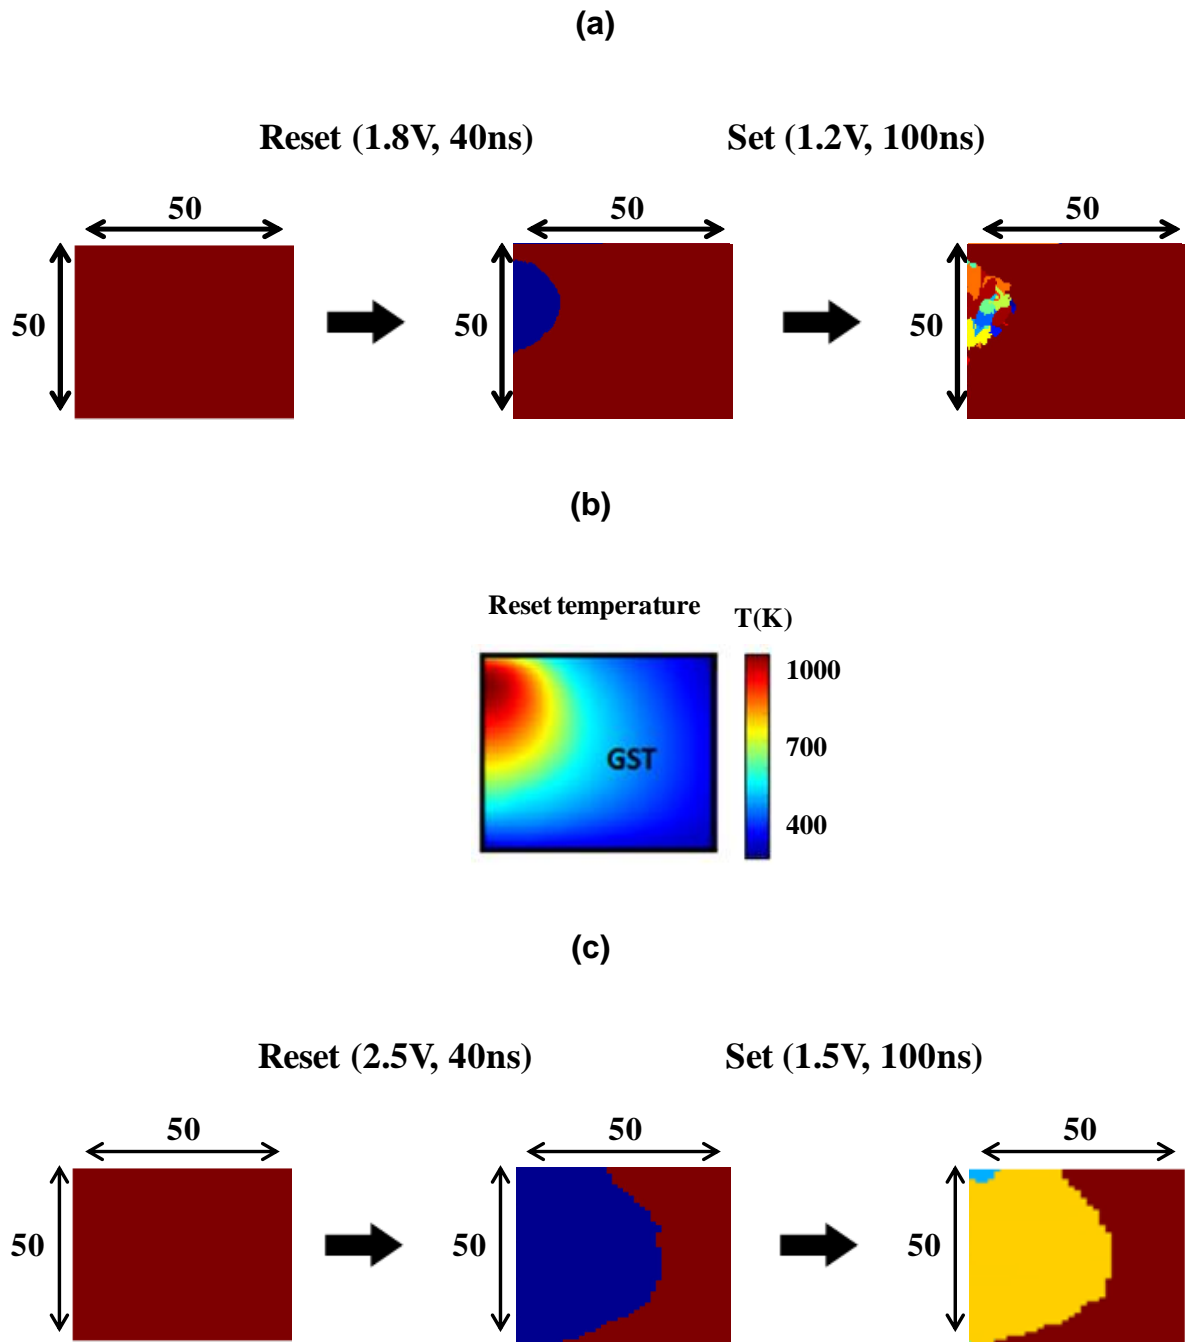 (a)
Reset (1.8V, 40ns)
Set (1.2V, 100ns)
50
50
50
50
50
50
(b)
Reset temperature
T(K)
1000
700
GST
400
(c)
Reset (2.5V, 40ns)
Set (1.5V, 100ns)
50
50
50
50
50
50